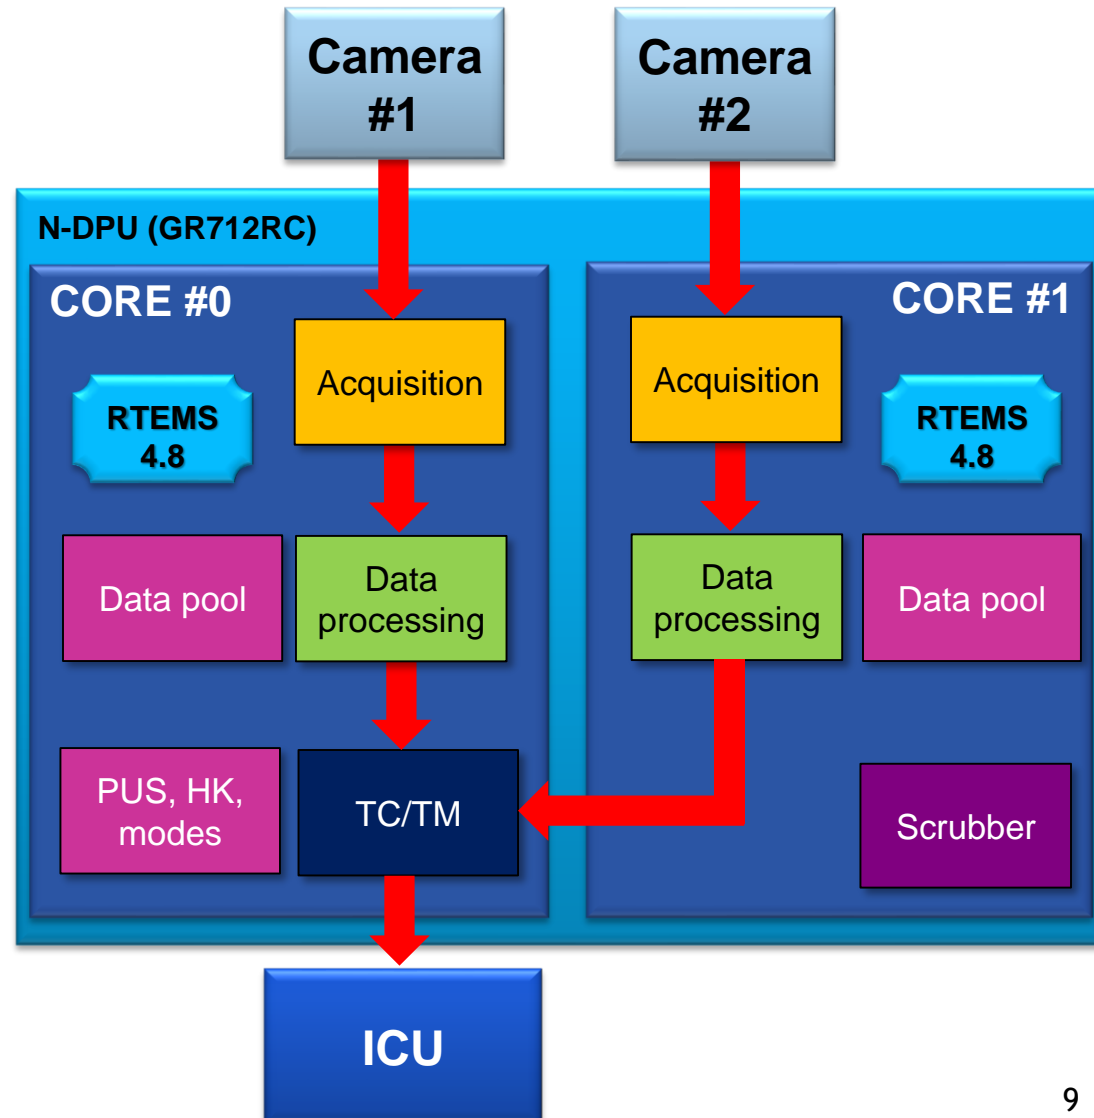 Camera
#1
Camera
#2
N-DPU (GR712RC)
CORE #0
CORE #1
Acquisition
Acquisition
RTEMS
4.8
RTEMS
4.8
Data pool
Data
processing
Data
processing
Data pool
PUS, HK,
modes
TC/TM
Scrubber
ICU
9